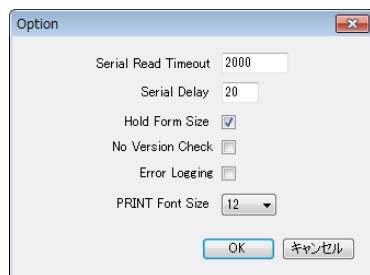 Option
Serial Read Timeout 2000
Serial Delay 20
Hold Form Size
No Version Check
Error Logging
PRINT Font Size 12
OK キャンセル